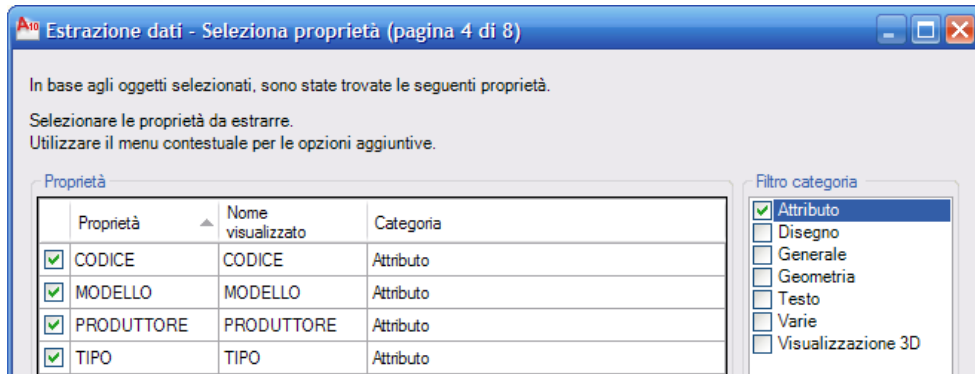 A10 Estrazione dati - Seleziona proprietà (pagina 4 di 8)
In base agli oggetti selezionati, sono state trovate le seguenti proprietà.
Selezionare le proprietà da estrarre.
Utilizzare il menu contestuale per le opzioni aggiuntive.
Proprietà
Proprietà Nome visualizzato Categoria
CODICE CODICE Attributo
MODELLO MODELLO Attributo
PRODUTTORE PRODUTTORE Attributo
TIPO TIPO Attributo
Filtro categoria
Attributo
Disegno
Generale
Geometria
Testo
Varie
Visualizzazione 3D